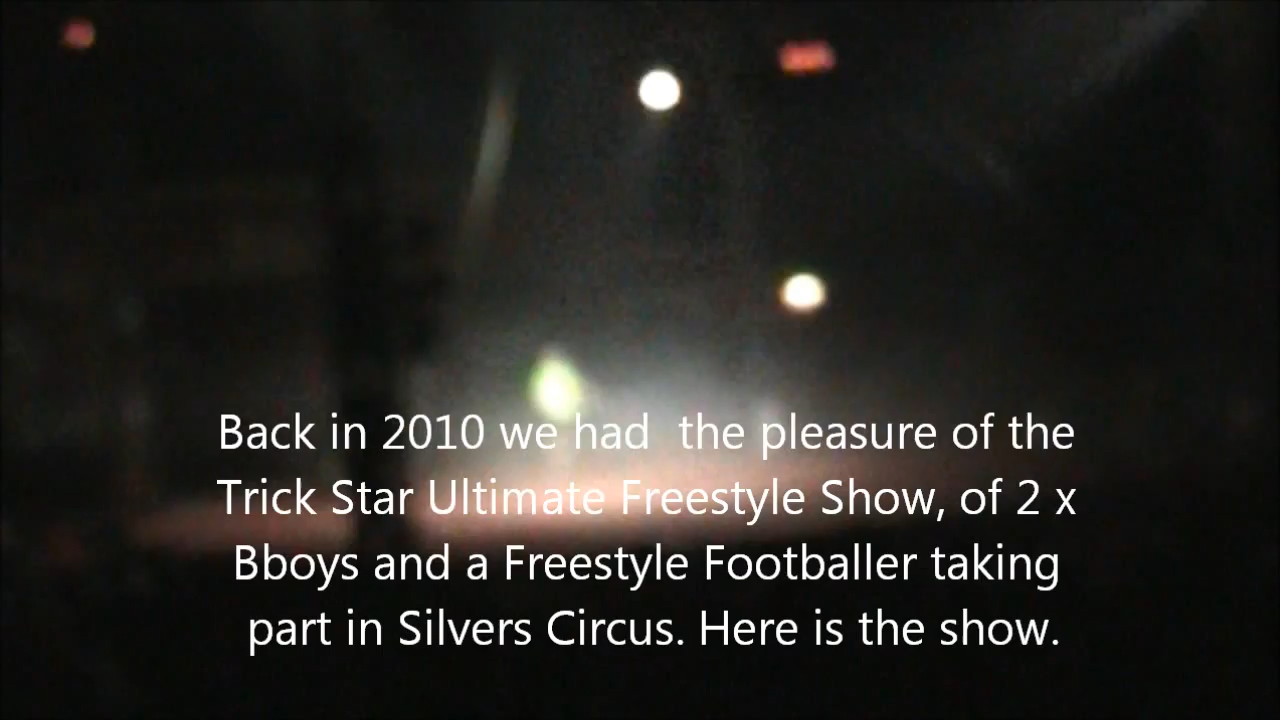 Back in 2010 we had  the pleasure of the
Trick Star Ultimate Freestyle Show, of 2 x
Bboys and a Freestyle Footballer taking
part in Silvers Circus. Here is the show.